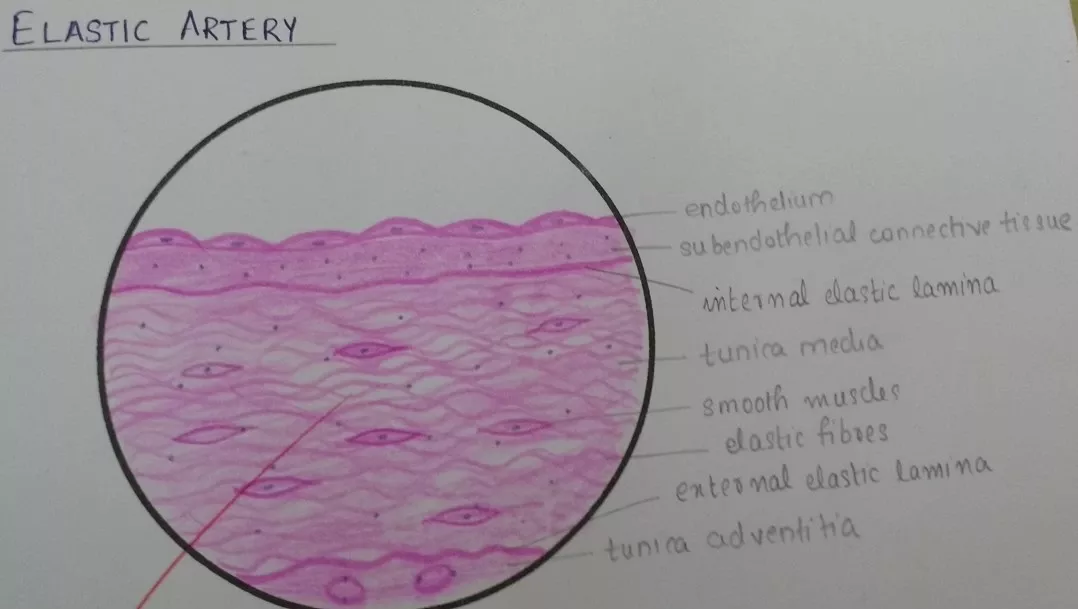 ELASTIC ARTERY
endothelium
subendothelial connective tissue
internal elastic lamina
tunica media
smooth muscles
elastic fibres
external elastic lamina
tunica adventitia